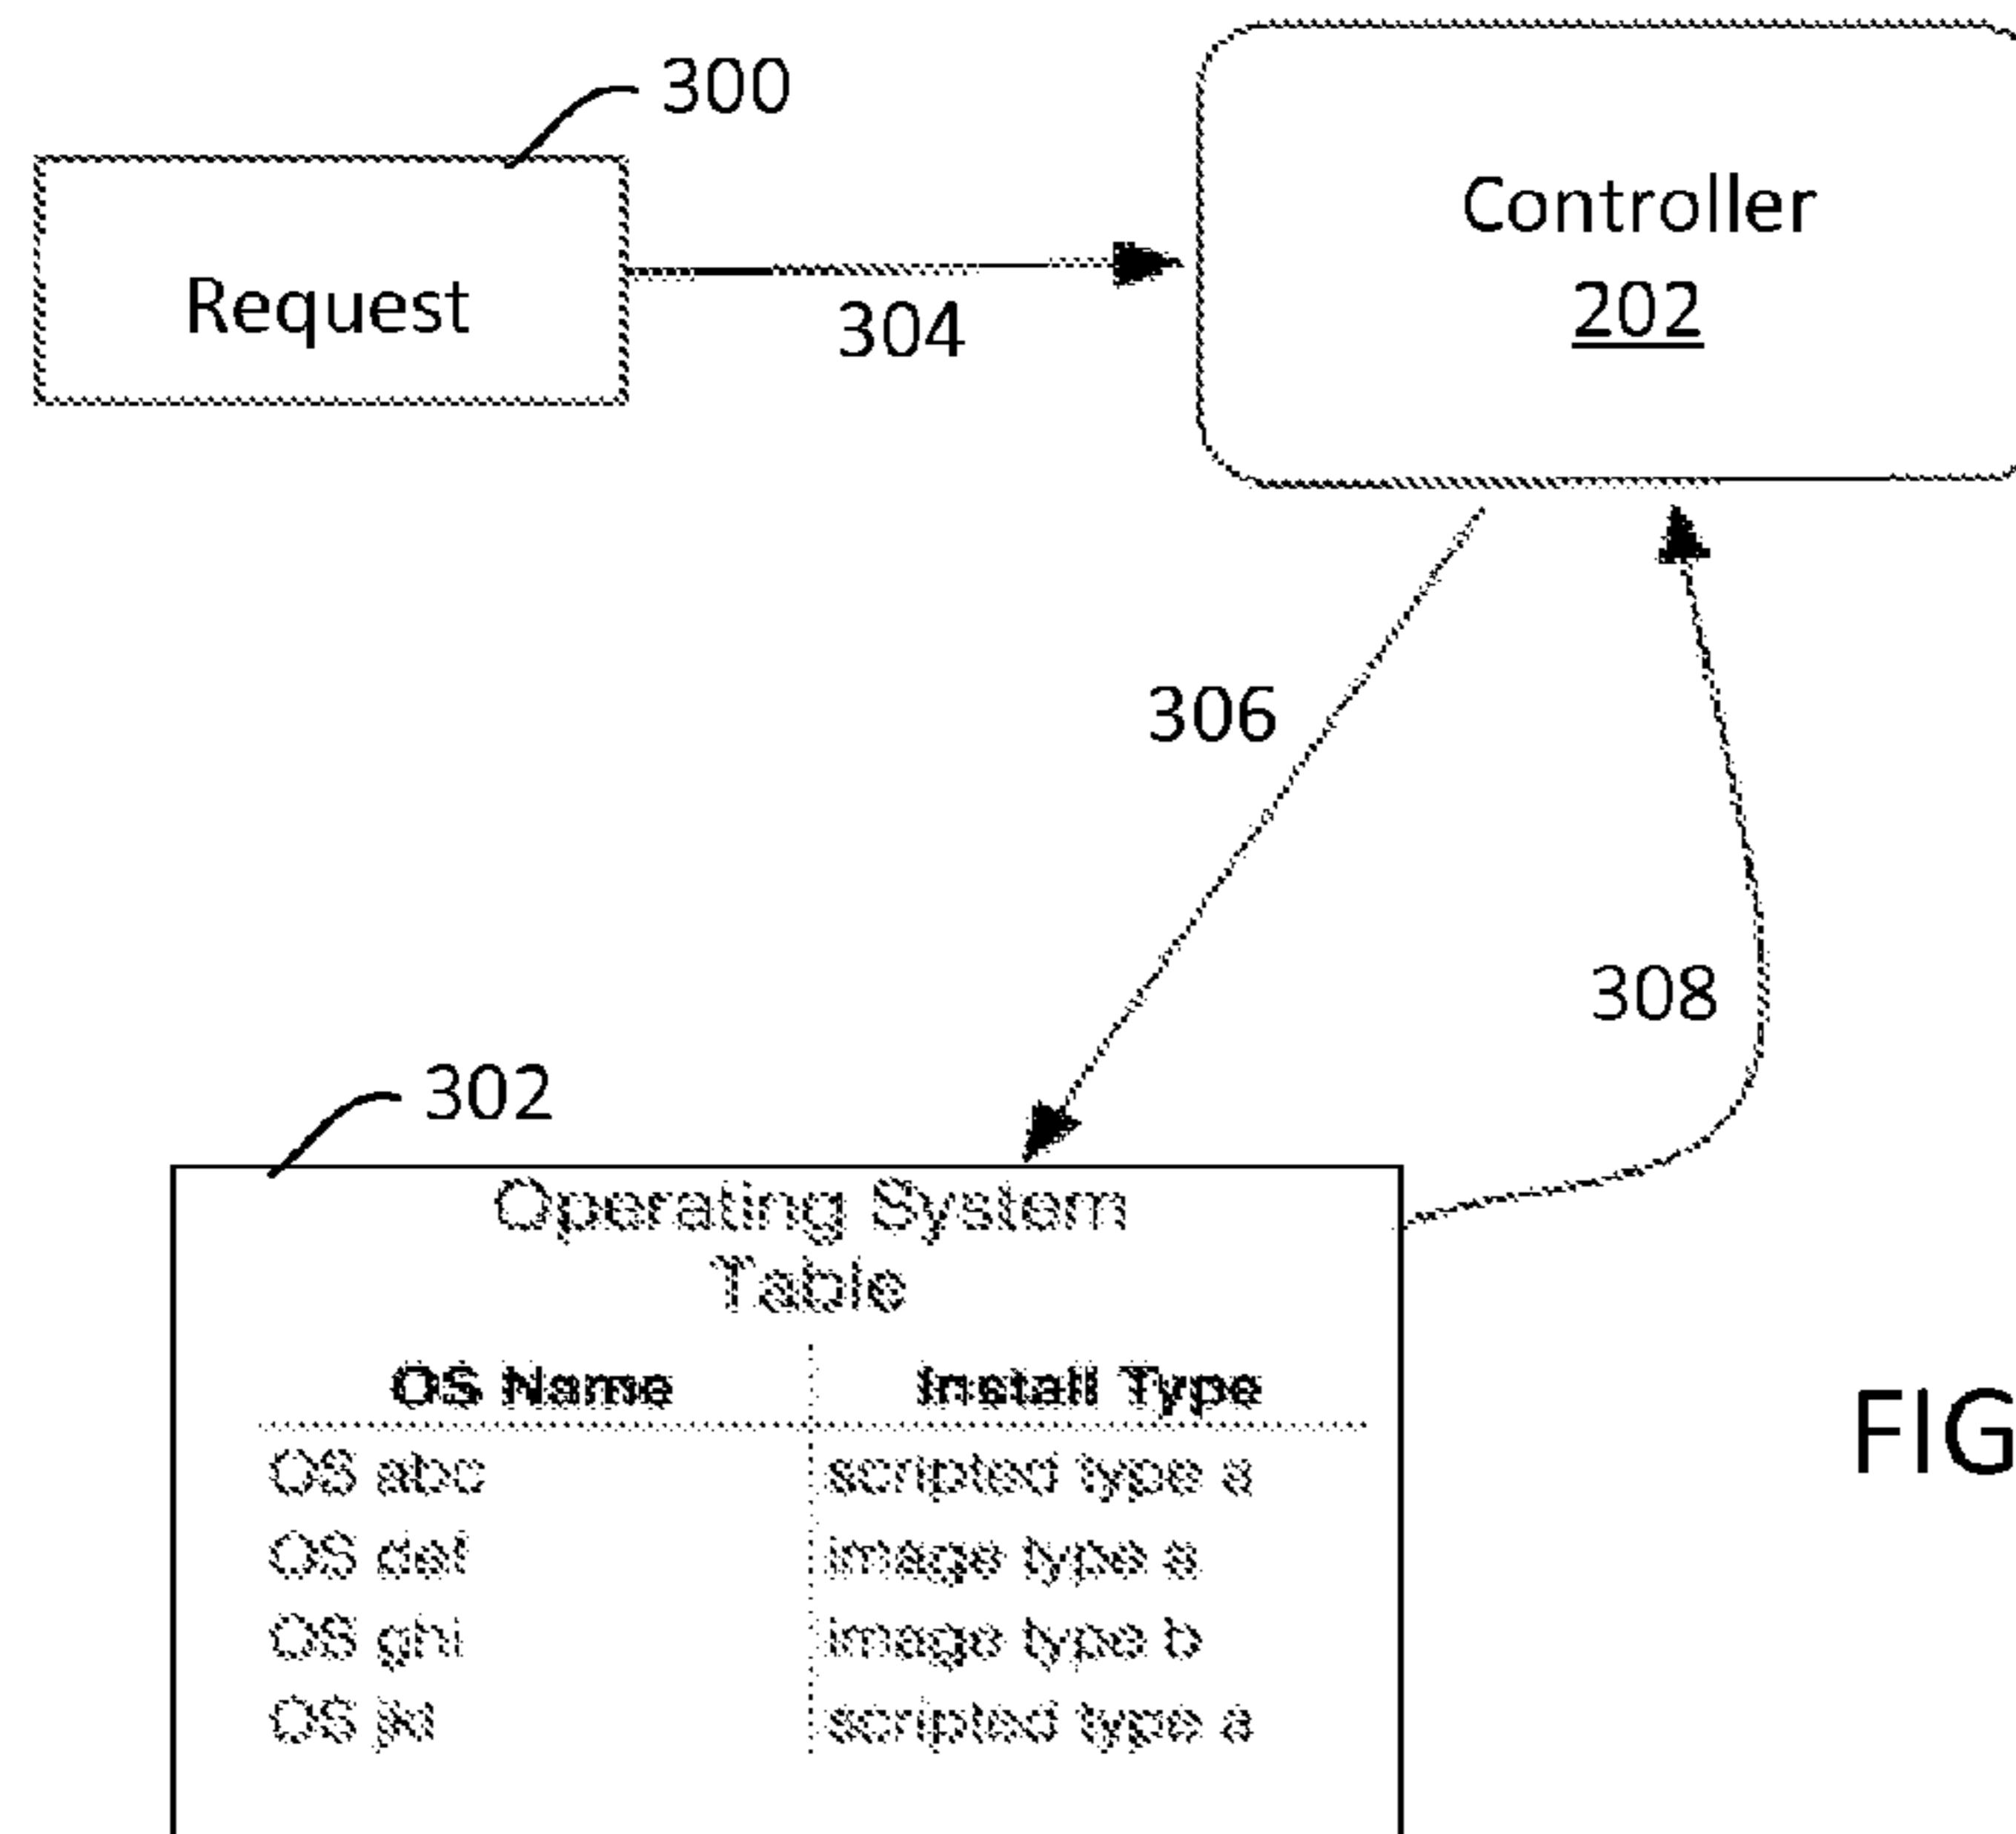 300
Request
304
Controller
202
306
308
302
Operating System
Table
OS Name Install Type
OS abc scripted type a
OS def image type a
OS ghi image type b
OS jkl scripted type a
FIG